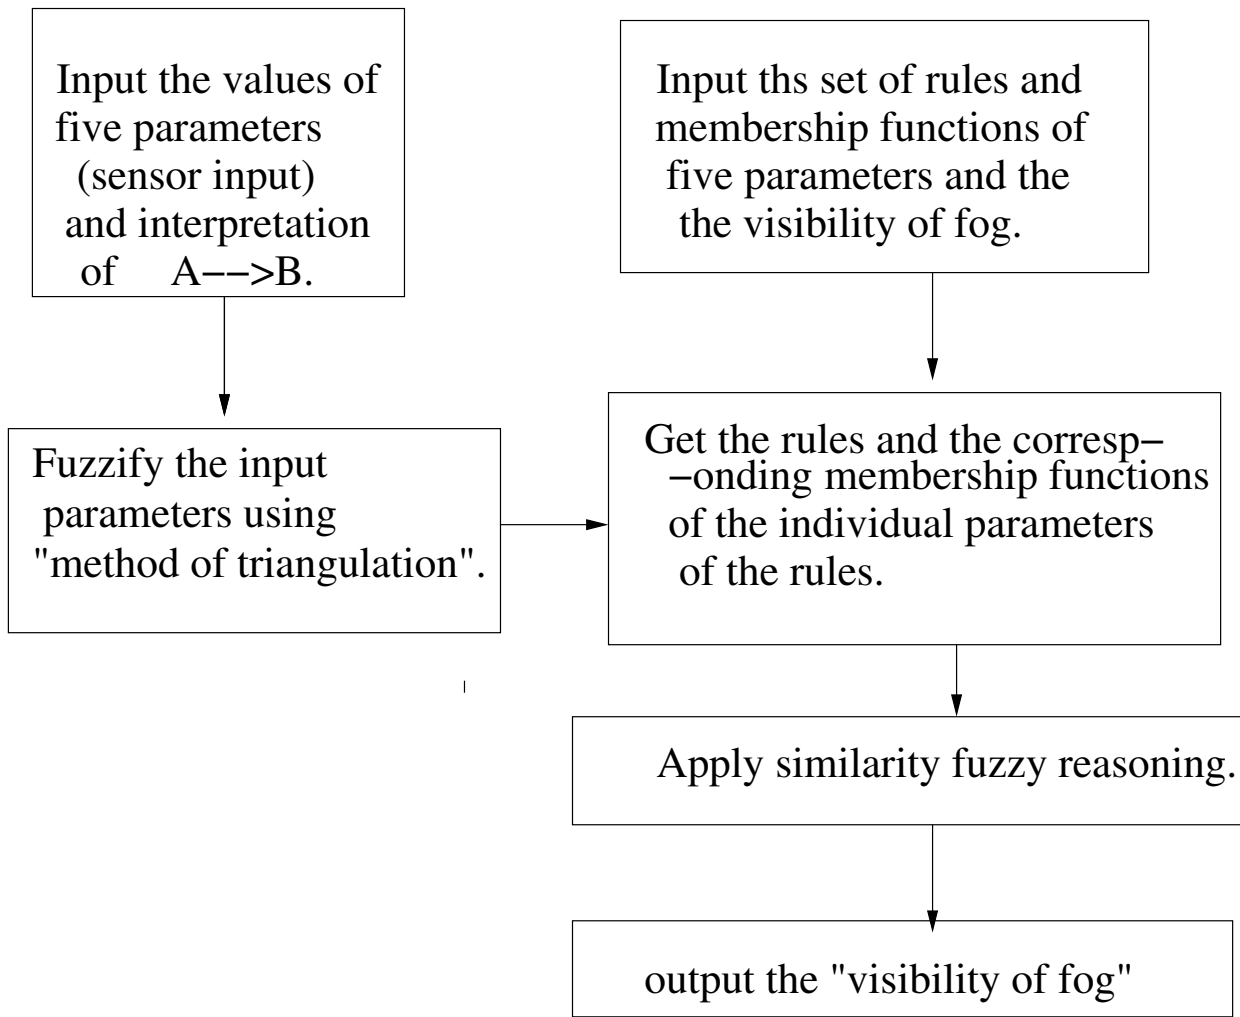 Input the values of
five parameters
(sensor input)
and interpretation
of A−−>B.
Input ths set of rules and
membership functions of
five parameters and the
the visibility of fog.
Fuzzify the input
parameters using
"method of triangulation".
Get the rules and the corresp−
−onding membership functions
of the individual parameters
of the rules.
Apply similarity fuzzy reasoning.
output the "visibility of fog"